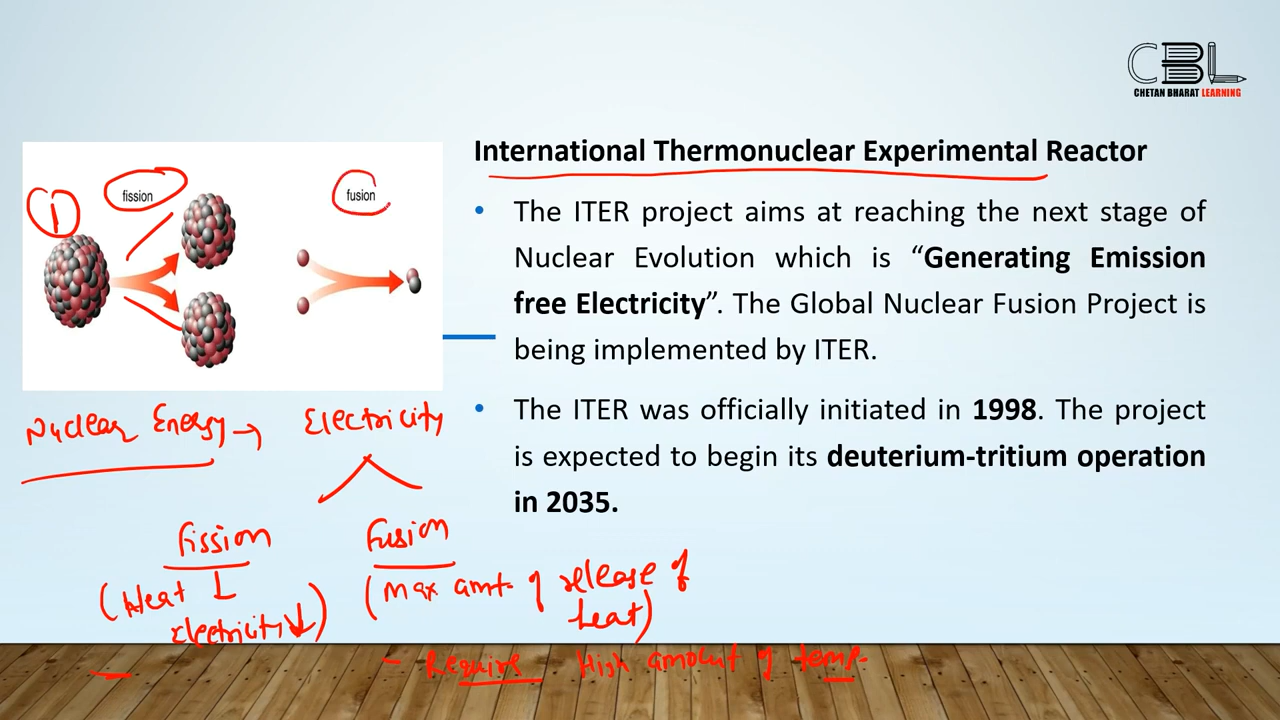 CBL
CHETAN BHARAT LEARNING
International Thermonuclear Experimental Reactor
• The ITER project aims at reaching the next stage of
Nuclear Evolution which is “Generating Emission
free Electricity”. The Global Nuclear Fusion Project is
being implemented by ITER.
• The ITER was officially initiated in 1998. The project
is expected to begin its deuterium-tritium operation
in 2035.
1
fission
fusion
Nuclear Energy → Electricity
Fission
(Heat ↓
electricity ↓)
Fusion
(Max amt. of release of
heat)
- Require High amount of temp.